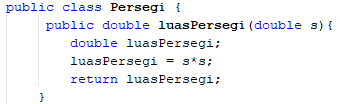 public class Persegi {
public double luasPersegi(double s){
double luasPersegi;
luasPersegi = s*s;
return luasPersegi;
}